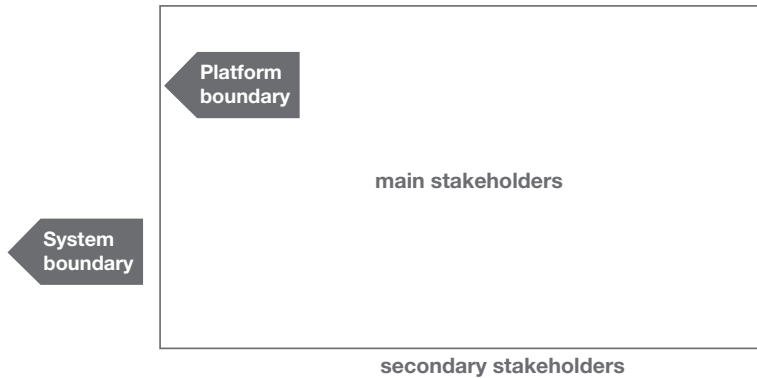 Platform
boundary
main stakeholders
System
boundary
secondary stakeholders